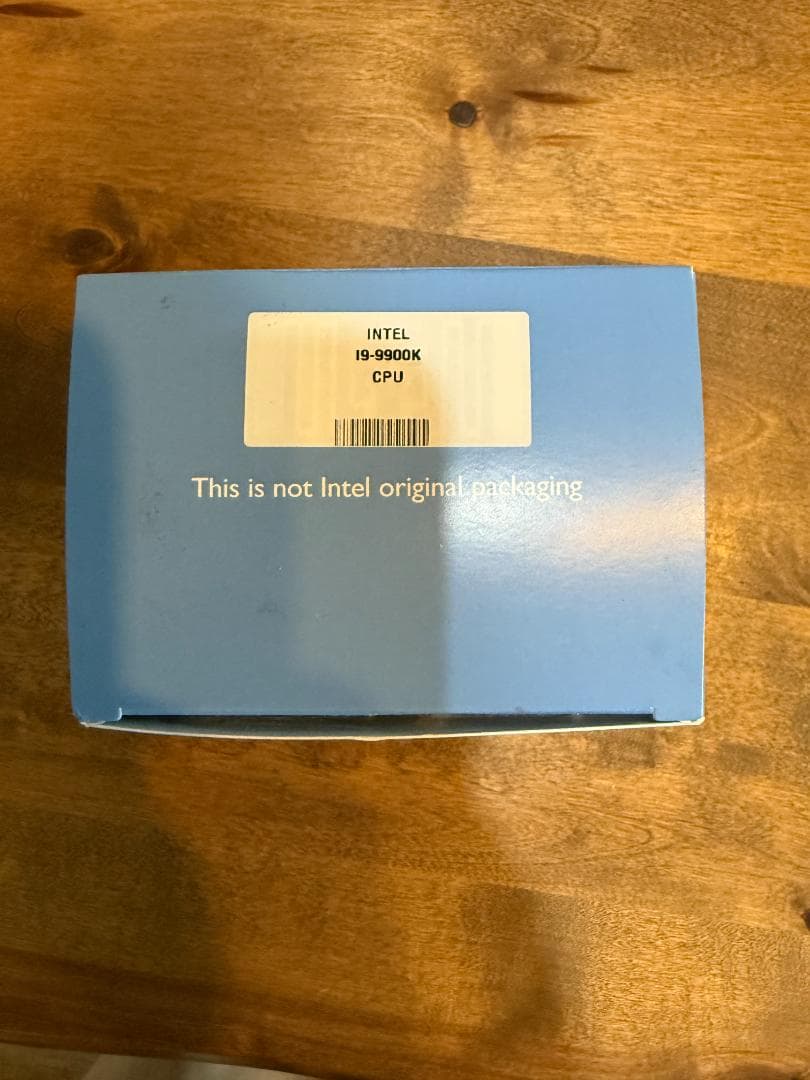 INTEL
I9-9900K
CPU
This is not Intel original packaging